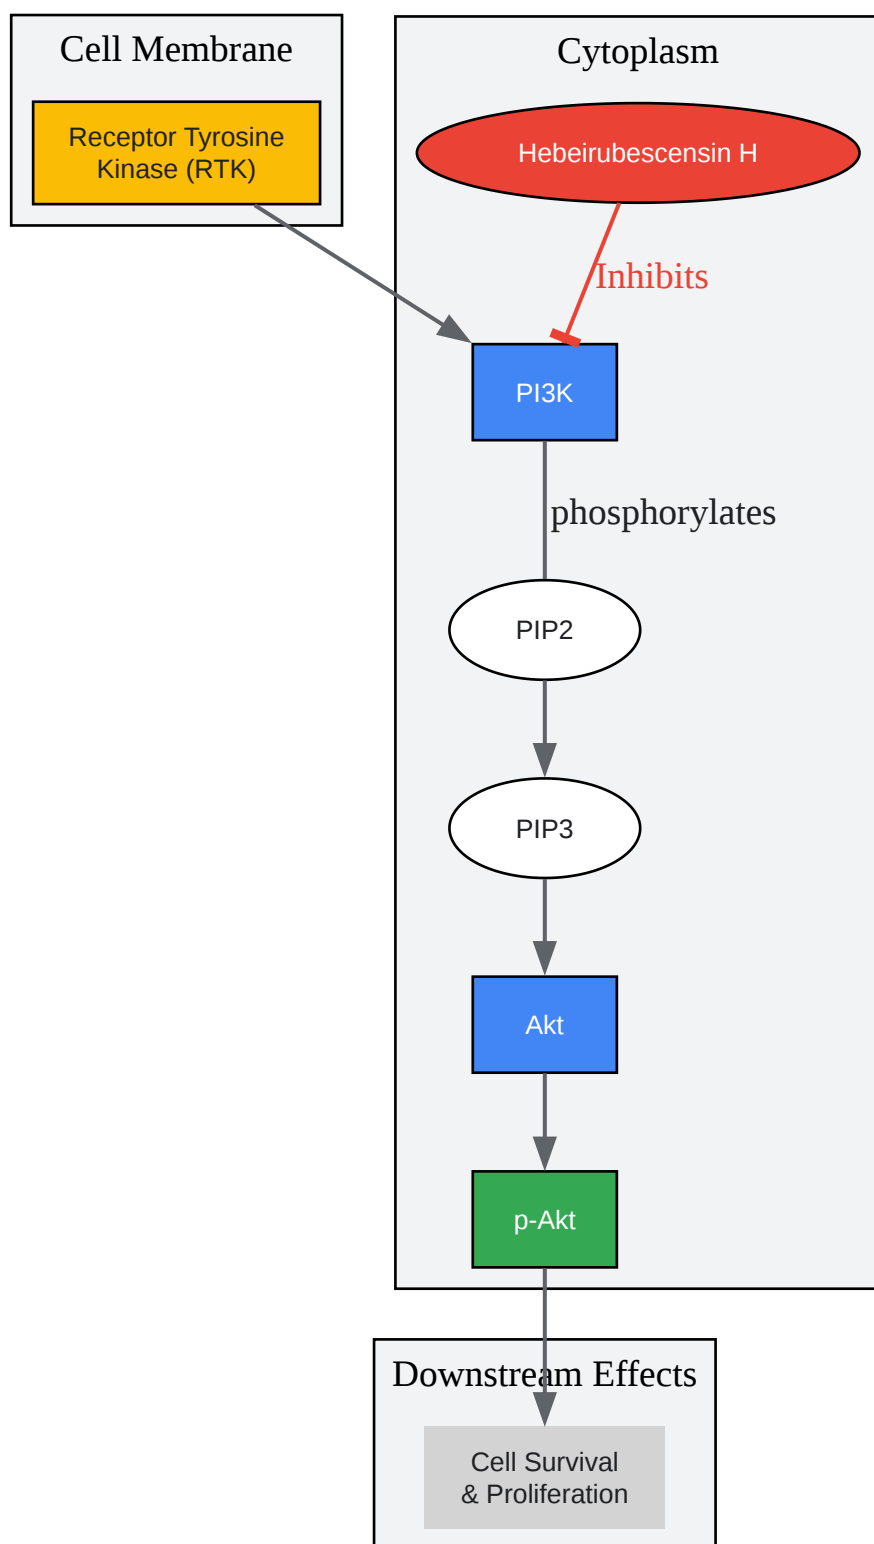 Cell Membrane
Receptor Tyrosine
Kinase (RTK)
Cytoplasm
Hebeirubescensin H
Inhibits
PI3K
phosphorylates
PIP2
PIP3
Akt
p-Akt
Downstream Effects
Cell Survival
& Proliferation